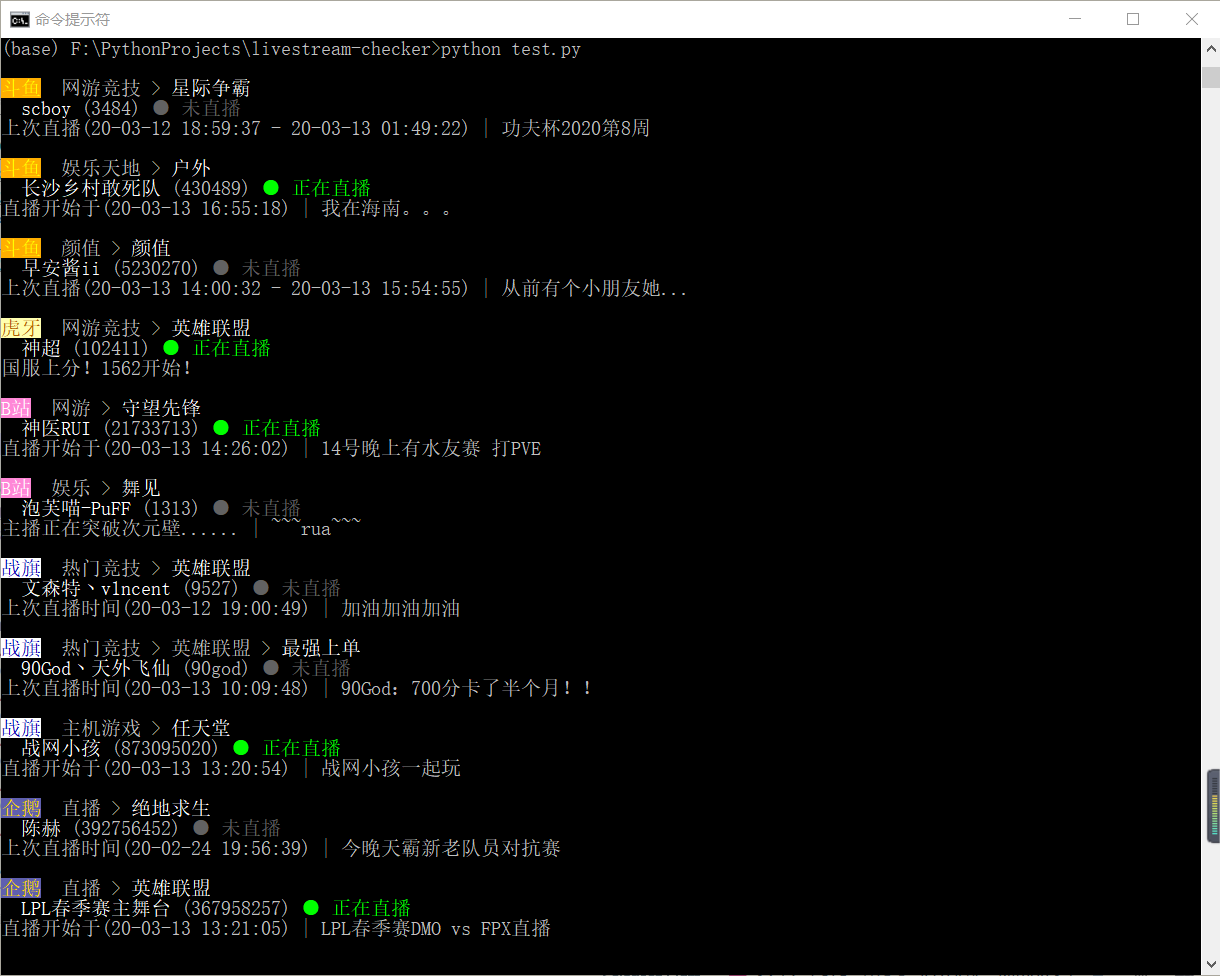 命令提示符
(base) F:\PythonProjects\livestream-checker>python test.py
斗鱼 网游竞技 > 星际争霸
scboy (3484) ● 未直播
上次直播(20-03-12 18:59:37 - 20-03-13 01:49:22) | 功夫杯2020第8周
斗鱼 娱乐天地 > 户外
长沙乡村敢死队 (430489) ● 正在直播
直播开始于(20-03-13 16:55:18) | 我在海南。。。
斗鱼 颜值 > 颜值
早安酱ii (5230270) ● 未直播
上次直播(20-03-13 14:00:32 - 20-03-13 15:54:55) | 从前有个小朋友她...
虎牙 网游竞技 > 英雄联盟
神超 (102411) ● 正在直播
国服上分！1562开始！
B站 网游 > 守望先锋
神医RUI (21733713) ● 正在直播
直播开始于(20-03-13 14:26:02) | 14号晚上有水友赛 打PVE
B站 娱乐 > 舞见
泡芙喵-PuFF (1313) ● 未直播
主播正在突破次元壁...... | ~~~rua~~~
战旗 热门竞技 > 英雄联盟
文森特丶v1ncent (9527) ● 未直播
上次直播时间(20-03-12 19:00:49) | 加油加油加油
战旗 热门竞技 > 英雄联盟 > 最强上单
90God丶天外飞仙 (90god) ● 未直播
上次直播时间(20-03-13 10:09:48) | 90God：700分卡了半个月！！
战旗 主机游戏 > 任天堂
战网小孩 (873095020) ● 正在直播
直播开始于(20-03-13 13:20:54) | 战网小孩一起玩
企鹅 直播 > 绝地求生
陈赫 (392756452) ● 未直播
上次直播时间(20-02-24 19:56:39) | 今晚天霸新老队员对抗赛
企鹅 直播 > 英雄联盟
LPL春季赛主舞台 (367958257) ● 正在直播
直播开始于(20-03-13 13:21:05) | LPL春季赛DMO vs FPX直播